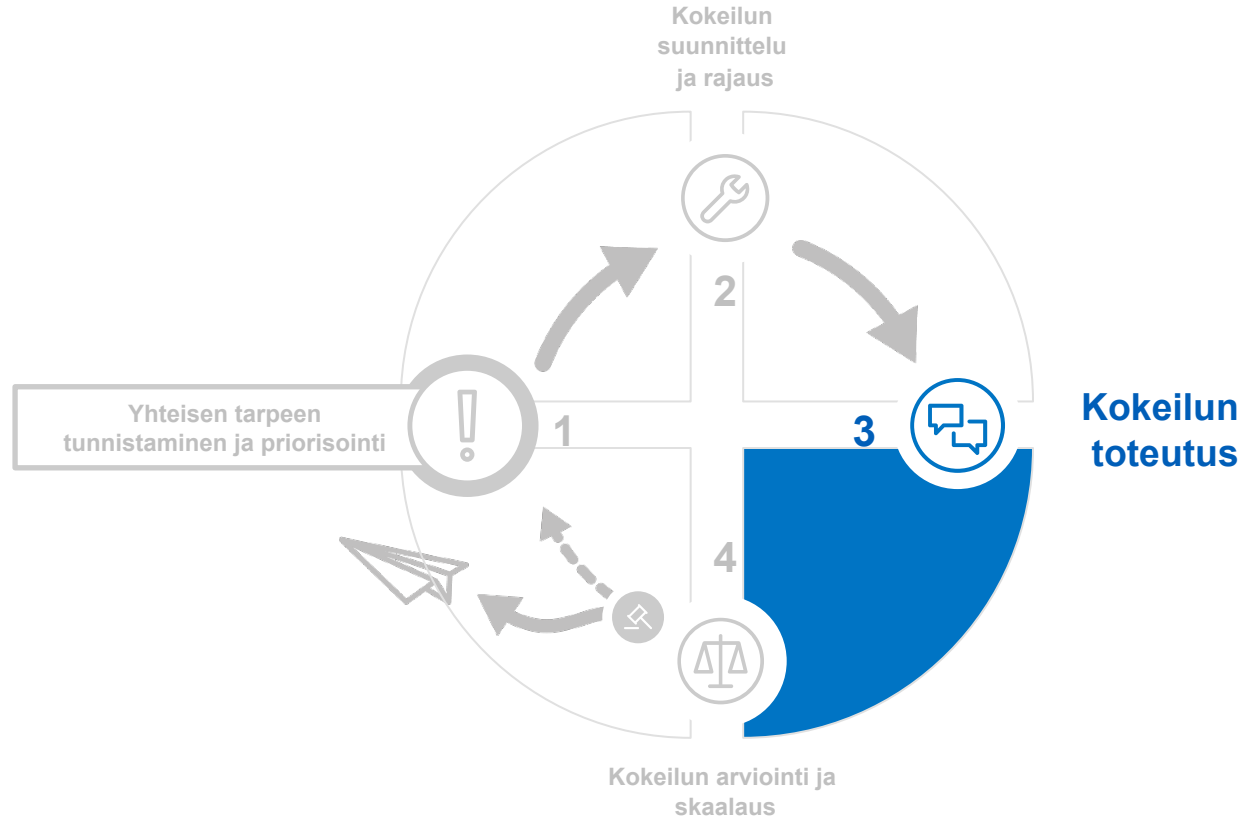 Kokeilun
suunnittelu
ja rajaus
2
Yhteisen tarpeen
tunnistaminen ja priorisointi
1
3
Kokeilun
toteutus
4
Kokeilun arviointi ja
skaalaus